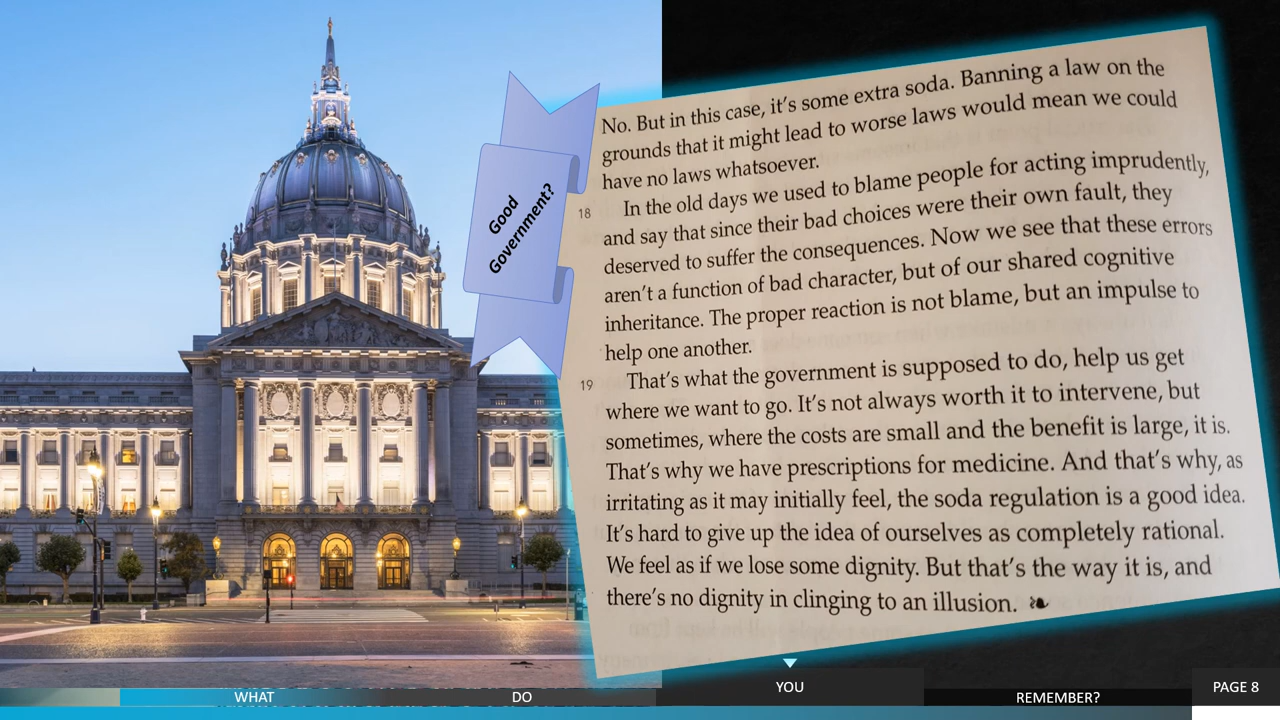 Good
Government?
No. But in this case, it's some extra soda. Banning a law on the
grounds that it might lead to worse laws would mean we could
have no laws whatsoever.
18 In the old days we used to blame people for acting imprudently,
and say that since their bad choices were their own fault, they
deserved to suffer the consequences. Now we see that these errors
aren't a function of bad character, but of our shared cognitive
inheritance. The proper reaction is not blame, but an impulse to
help one another.
19 That's what the government is supposed to do, help us get
where we want to go. It's not always worth it to intervene, but
sometimes, where the costs are small and the benefit is large, it is.
That's why we have prescriptions for medicine. And that's why, as
irritating as it may initially feel, the soda regulation is a good idea.
It's hard to give up the idea of ourselves as completely rational.
We feel as if we lose some dignity. But that's the way it is, and
there's no dignity in clinging to an illusion. ❧
WHAT DO YOU REMEMBER? PAGE 8